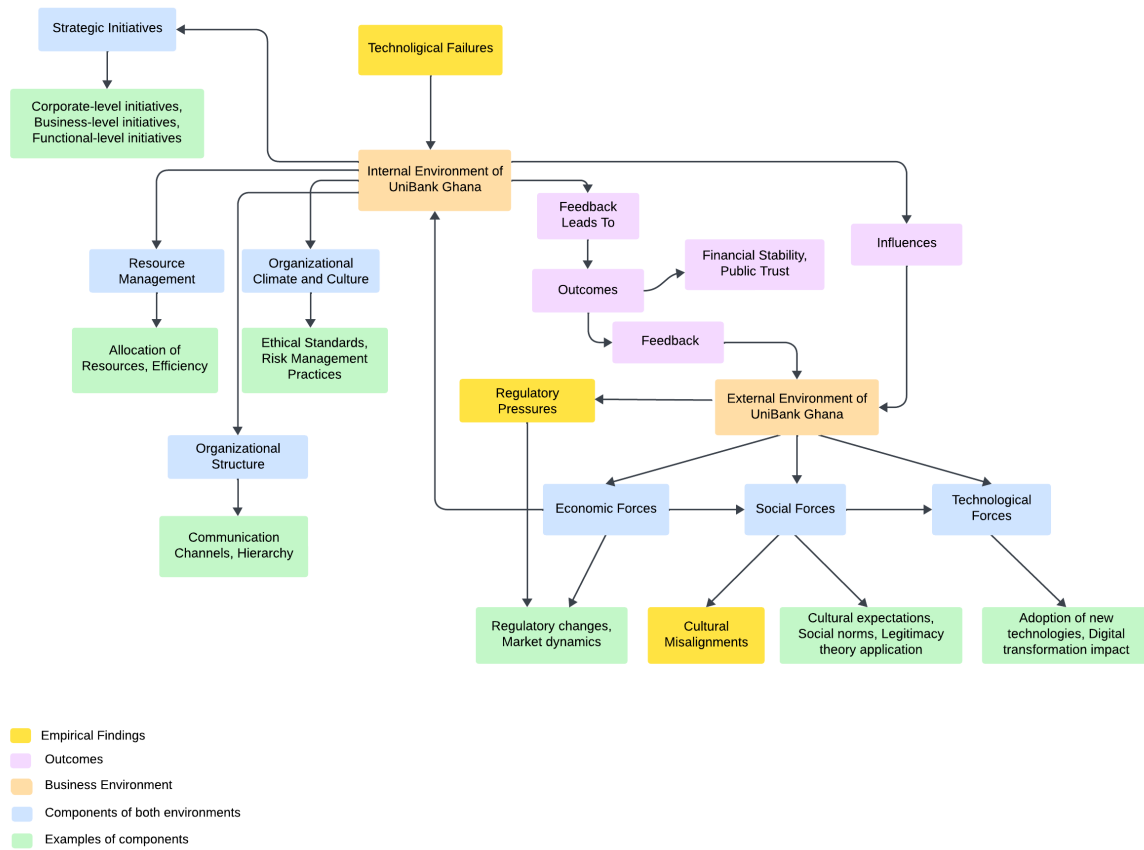 Strategic Initiatives
Technoligical Failures
Corporate-level initiatives,
Business-level initiatives,
Functional-level initiatives
Internal Environment of
UniBank Ghana
Feedback
Leads To
Influences
Resource
Management
Organizational
Climate and Culture
Financial Stability,
Public Trust
Outcomes
Allocation of
Resources, Efficiency
Ethical Standards,
Risk Management
Practices
Feedback
Regulatory
Pressures
External Environment of
UniBank Ghana
Organizational
Structure
Economic Forces
Social Forces
Technological
Forces
Communication
Channels, Hierarchy
Regulatory changes,
Market dynamics
Cultural
Misalignments
Cultural expectations,
Social norms, Legitimacy
theory application
Adoption of new
technologies, Digital
transformation impact
Empirical Findings
Outcomes
Business Environment
Components of both environments
Examples of components